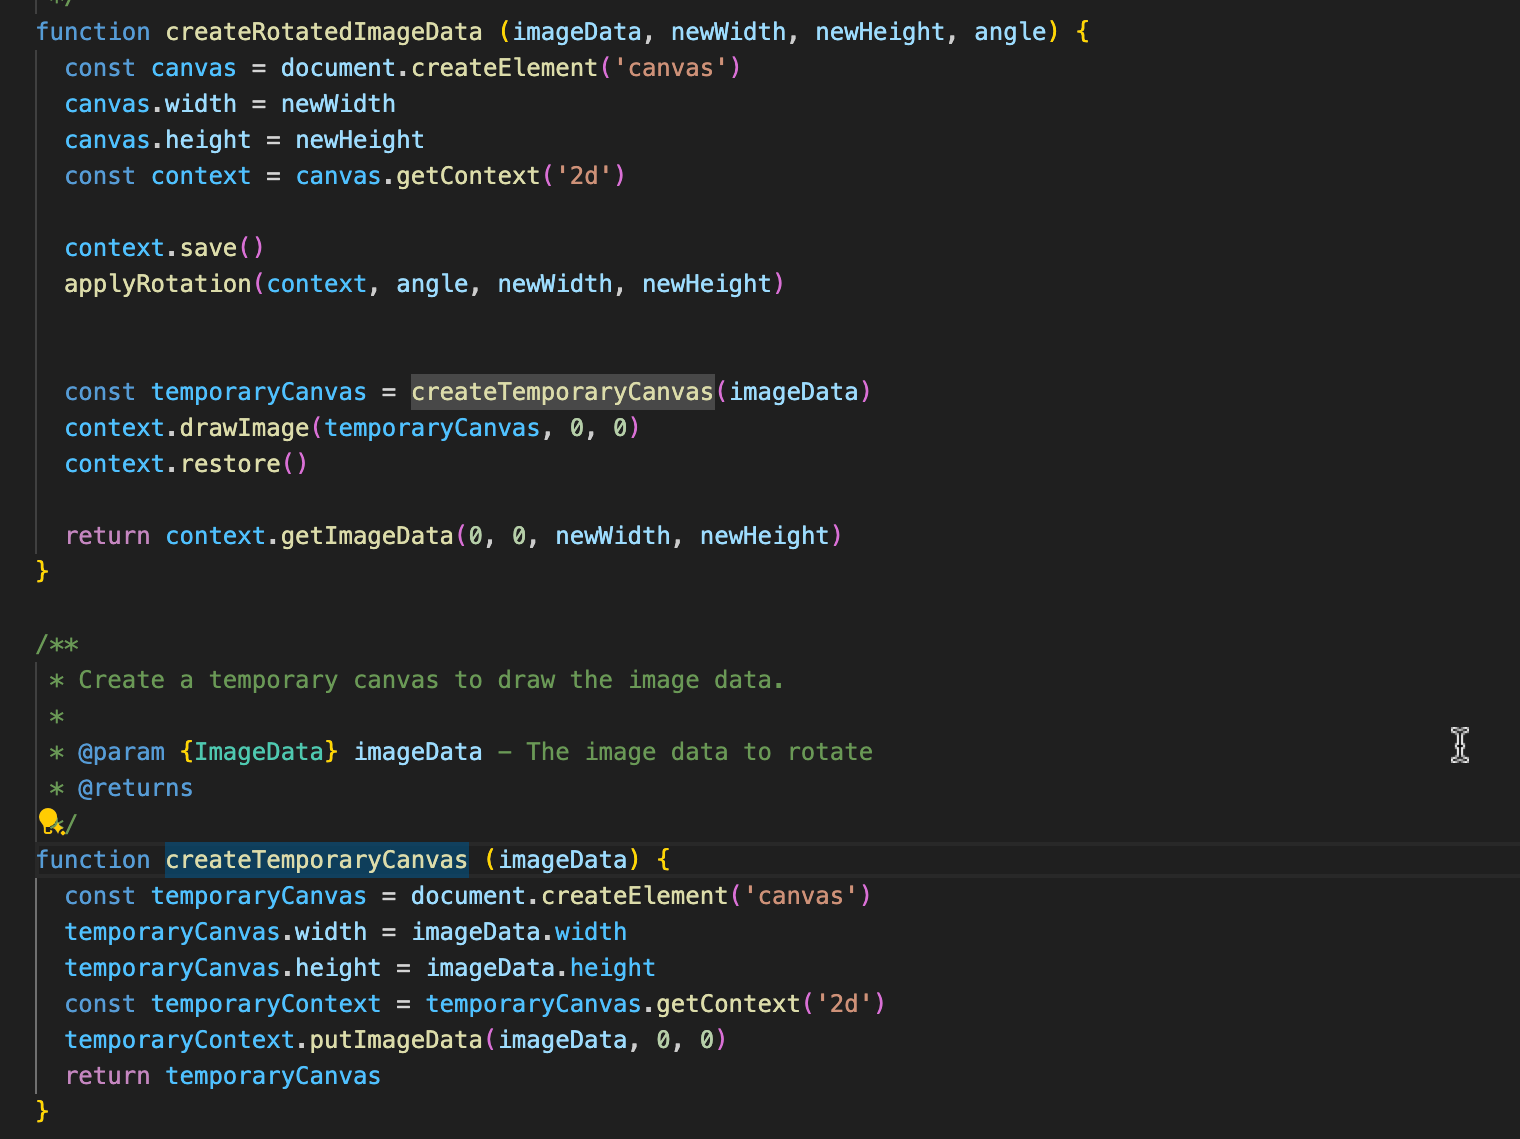 */
function createRotatedImageData (imageData, newWidth, newHeight, angle) {
const canvas = document.createElement('canvas')
canvas.width = newWidth
canvas.height = newHeight
const context = canvas.getContext('2d')
context.save()
applyRotation(context, angle, newWidth, newHeight)
const temporaryCanvas = createTemporaryCanvas(imageData)
context.drawImage(temporaryCanvas, 0, 0)
context.restore()
return context.getImageData(0, 0, newWidth, newHeight)
}
/**
* Create a temporary canvas to draw the image data.
*
* @param {ImageData} imageData - The image data to rotate
* @returns
*/
function createTemporaryCanvas (imageData) {
const temporaryCanvas = document.createElement('canvas')
temporaryCanvas.width = imageData.width
temporaryCanvas.height = imageData.height
const temporaryContext = temporaryCanvas.getContext('2d')
temporaryContext.putImageData(imageData, 0, 0)
return temporaryCanvas
}